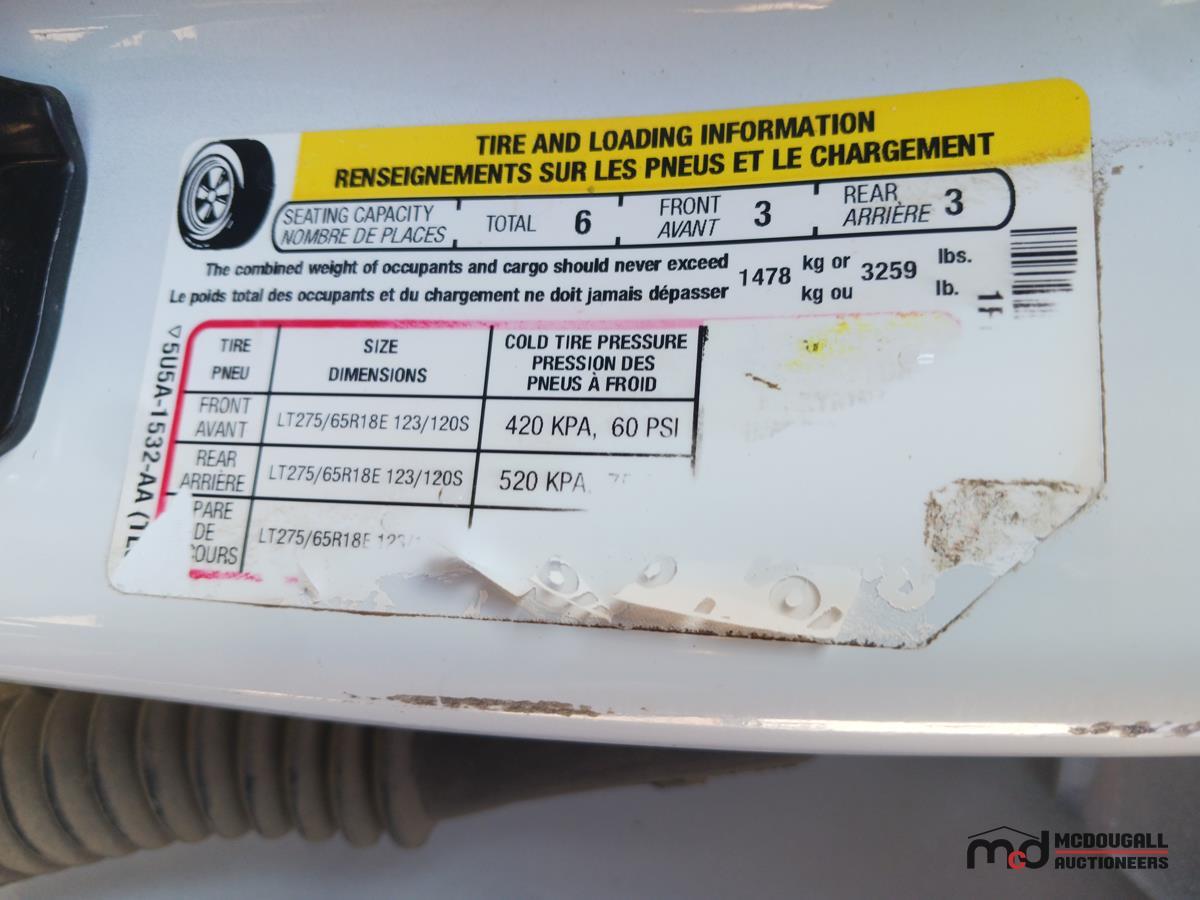 TIRE AND LOADING INFORMATION
RENSEIGNEMENTS SUR LES PNEUS ET LE CHARGEMENT
SEATING CAPACITY TOTAL 6 FRONT 3 REAR 3
NOMBRE DE PLACES AVANT ARRIÈRE
The combined weight of occupants and cargo should never exceed 1478 kg or 3259 lbs.
Le poids total des occupants et du chargement ne doit jamais dépasser kg ou lb.
TIRE SIZE COLD TIRE PRESSURE
PNEU DIMENSIONS PRESSION DES
PNEUS À FROID
FRONT LT275/65R18E 123/120S 420 KPA, 60 PSI
AVANT
REAR LT275/65R18E 123/120S 520 KPA
ARRIÈRE
PARE LT275/65R18E
DE
COURS
5U5A-1532-AA
1F
mcd MCDOUGALL
AUCTIONEERS